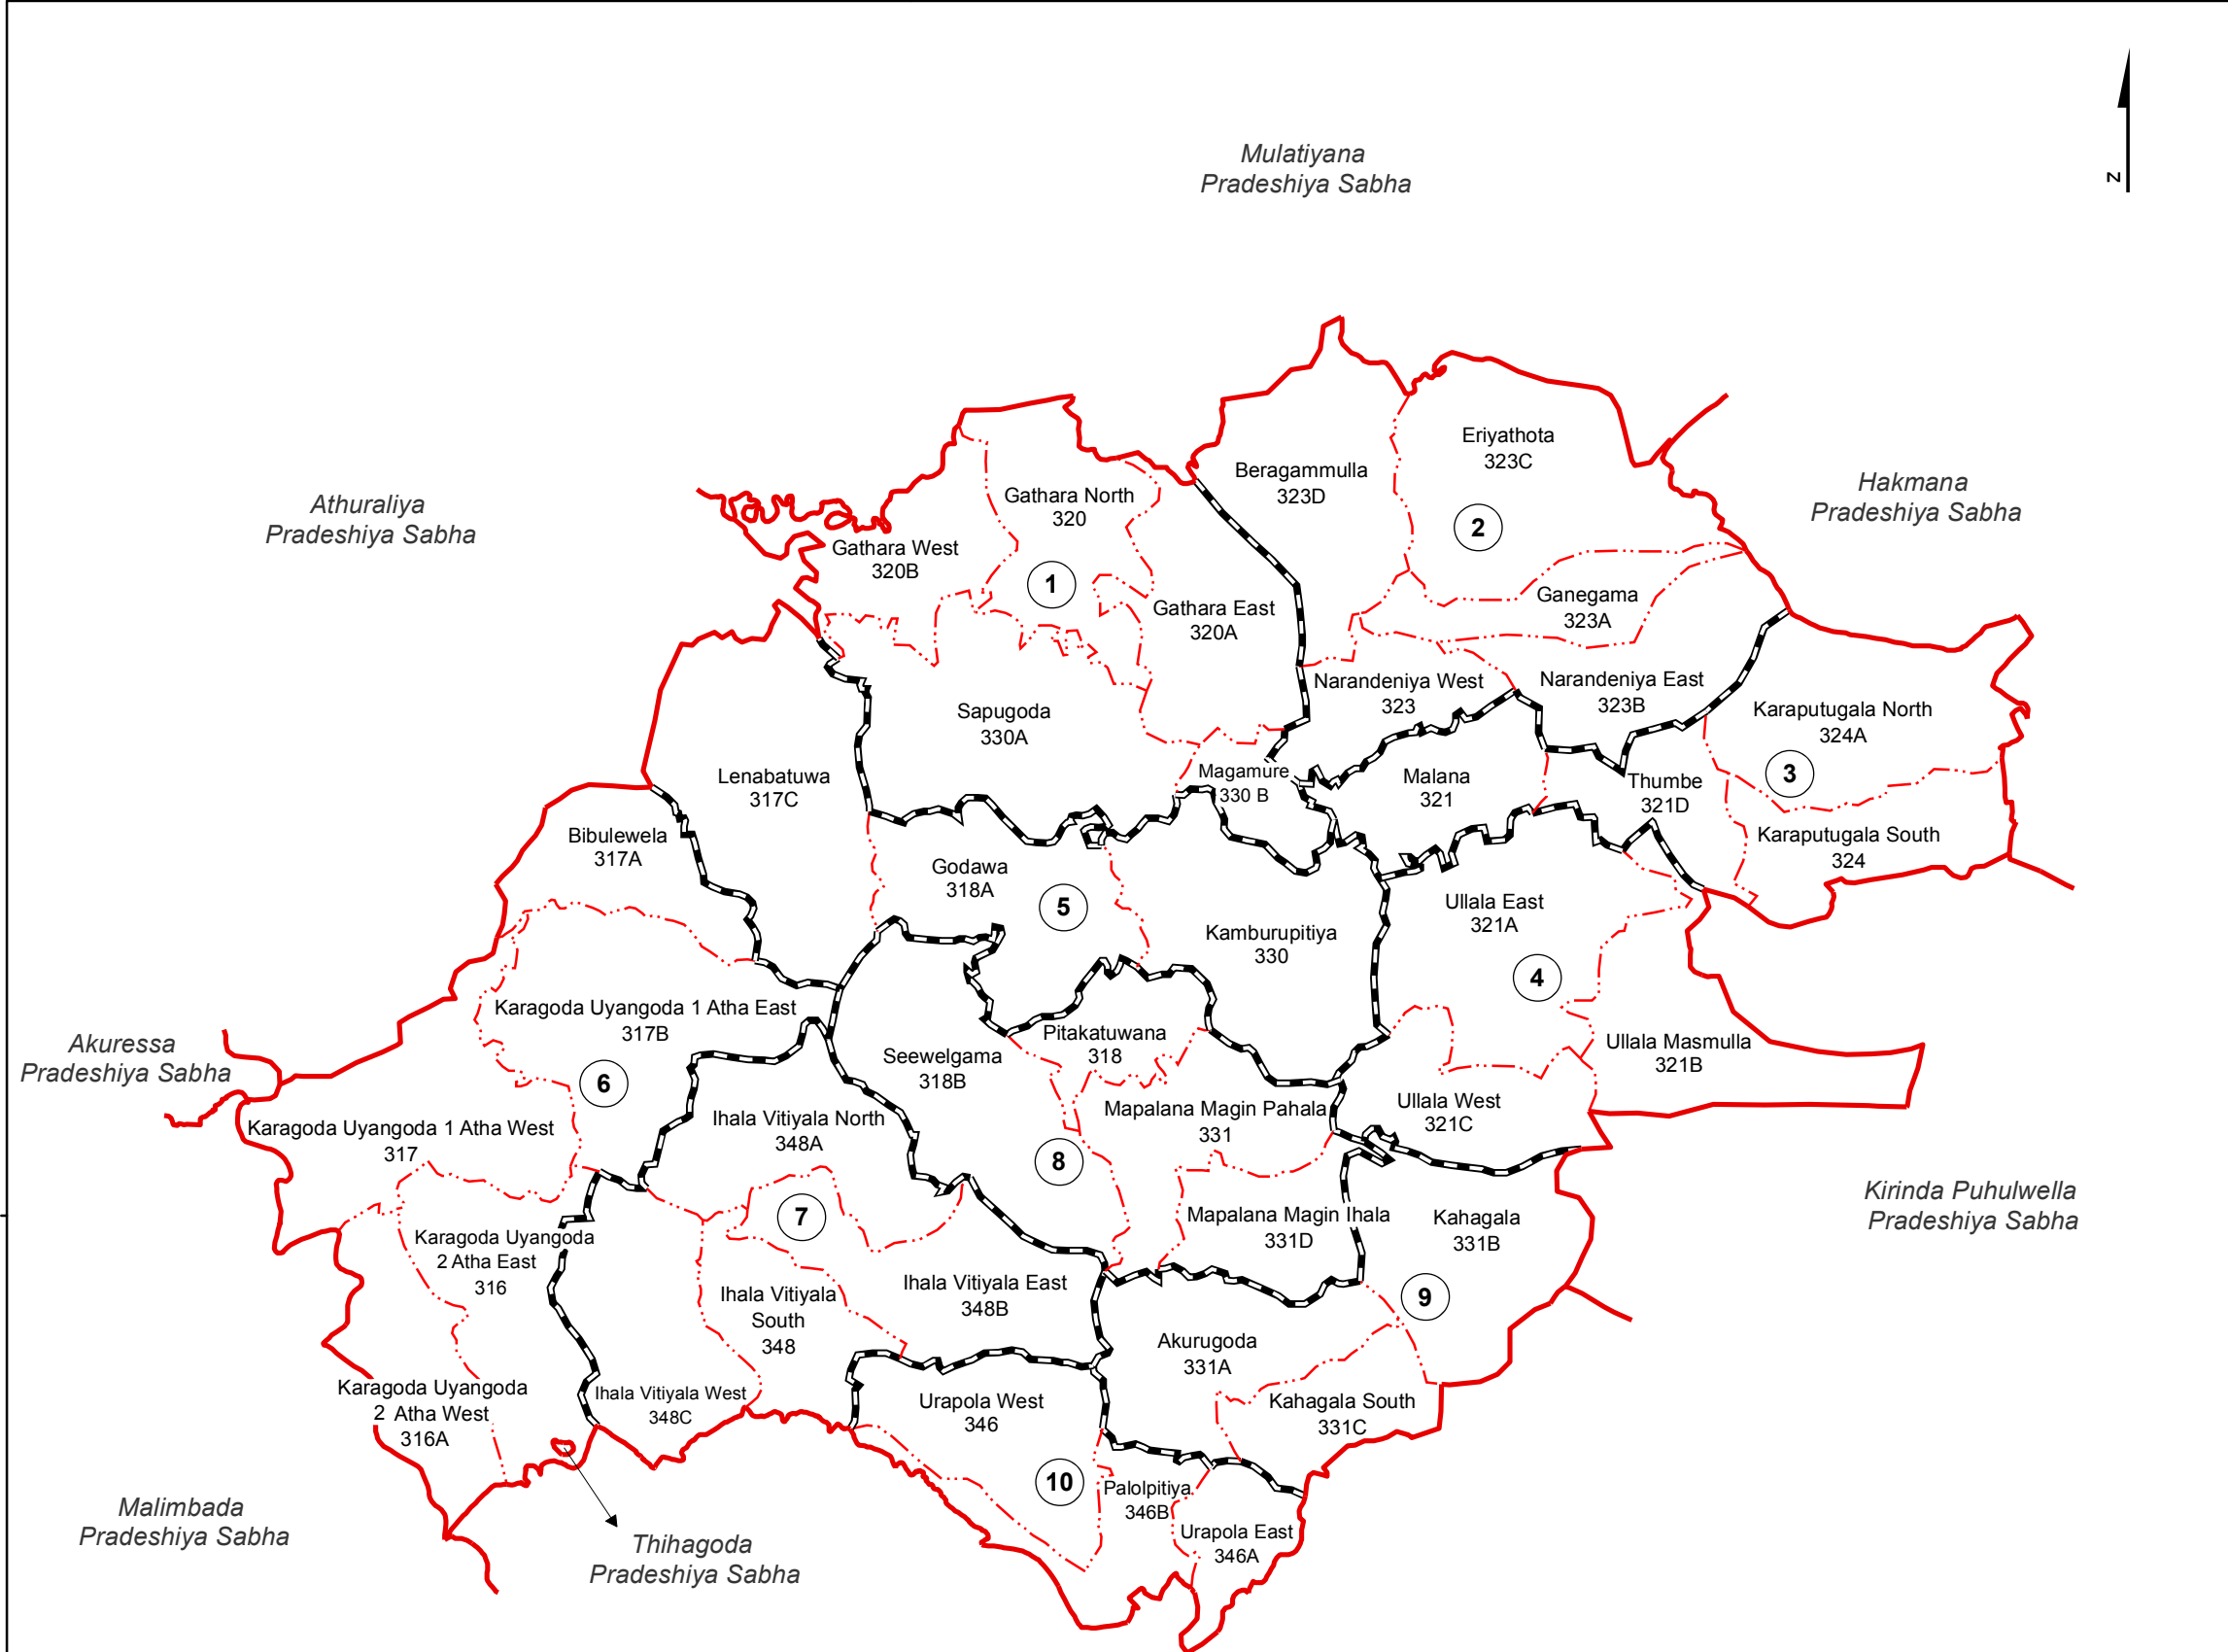 Mulatiyana
Pradeshiya Sabha
N
Athuraliya
Pradeshiya Sabha
Hakmana
Pradeshiya Sabha
Eriyathota
323C
Beragammulla
323D
2
Gathara North
320
Gathara West
320B
1
Gathara East
320A
Ganegama
323A
Narandeniya West
323
Narandeniya East
323B
Karaputugala North
324A
3
Sapugoda
330A
Magamure
330 B
Malana
321
Thumbe
321D
Karaputugala South
324
Lenabatuwa
317C
Bibulewela
317A
Godawa
318A
5
Kamburupitiya
330
Ullala East
321A
4
Ullala Masmulla
321B
Karagoda Uyangoda 1 Atha East
317B
6
Akuressa
Pradeshiya Sabha
Seewelgama
318B
Pitakatuwana
318
Mapalana Magin Pahala
331
Ullala West
321C
Karagoda Uyangoda 1 Atha West
317
Ihala Vitiyala North
348A
8
7
Mapalana Magin Ihala
331D
Kahagala
331B
Kirinda Puhulwella
Pradeshiya Sabha
Karagoda Uyangoda
2 Atha East
316
Ihala Vitiyala
South
348
Ihala Vitiyala East
348B
9
Akurugoda
331A
Karagoda Uyangoda
2 Atha West
316A
Ihala Vitiyala West
348C
Urapola West
346
Kahagala South
331C
10
Palolpitiya
346B
Urapola East
346A
Malimbada
Pradeshiya Sabha
Thihagoda
Pradeshiya Sabha